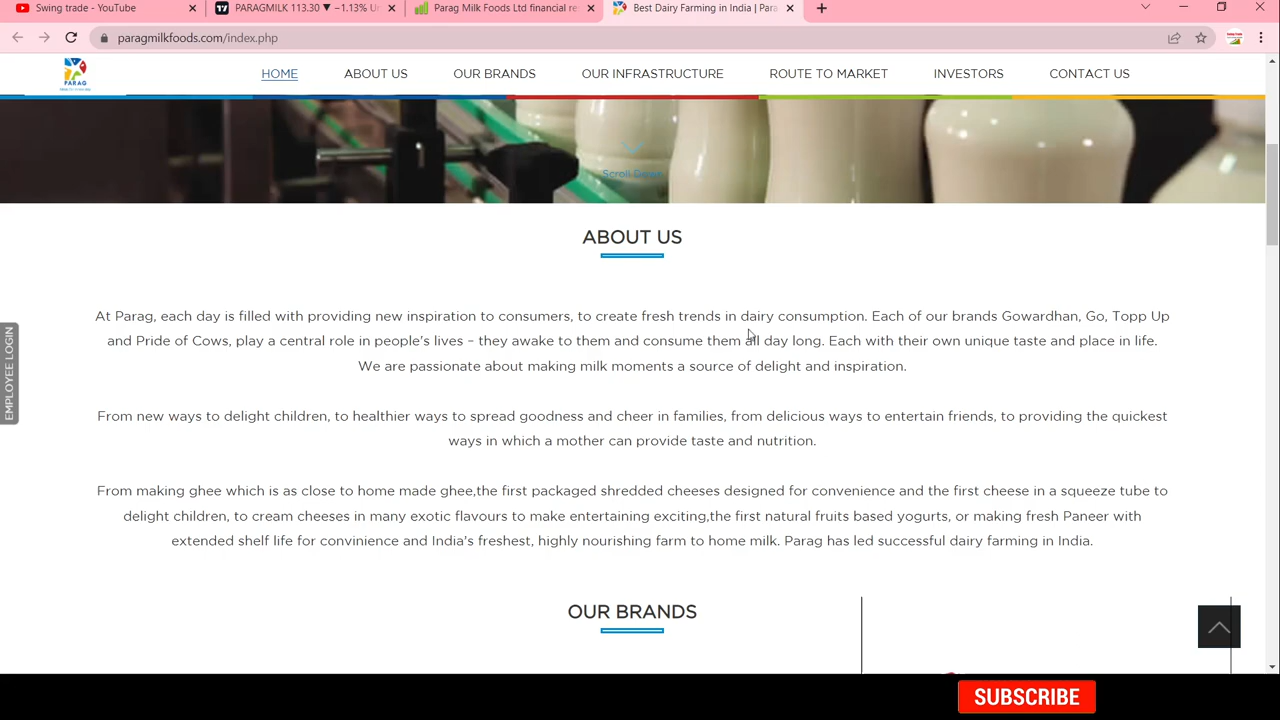 Swing trade - YouTube
PARAGMILK 113.30 ▼ −1.13% U
Parag Milk Foods Ltd financial re
Best Dairy Farming in India | Para
paragmilkfoods.com/index.php
PARAG
HOME
ABOUT US
OUR BRANDS
OUR INFRASTRUCTURE
ROUTE TO MARKET
INVESTORS
CONTACT US
Scroll Down
EMPLOYEE LOGIN
ABOUT US
At Parag, each day is filled with providing new inspiration to consumers, to create fresh trends in dairy consumption. Each of our brands Gowardhan, Go, Topp Up
and Pride of Cows, play a central role in people's lives – they awake to them and consume them all day long. Each with their own unique taste and place in life.
We are passionate about making milk moments a source of delight and inspiration.
From new ways to delight children, to healthier ways to spread goodness and cheer in families, from delicious ways to entertain friends, to providing the quickest
ways in which a mother can provide taste and nutrition.
From making ghee which is as close to home made ghee,the first packaged shredded cheeses designed for convenience and the first cheese in a squeeze tube to
delight children, to cream cheeses in many exotic flavours to make entertaining exciting,the first natural fruits based yogurts, or making fresh Paneer with
extended shelf life for convinience and India's freshest, highly nourishing farm to home milk. Parag has led successful dairy farming in India.
OUR BRANDS
SUBSCRIBE